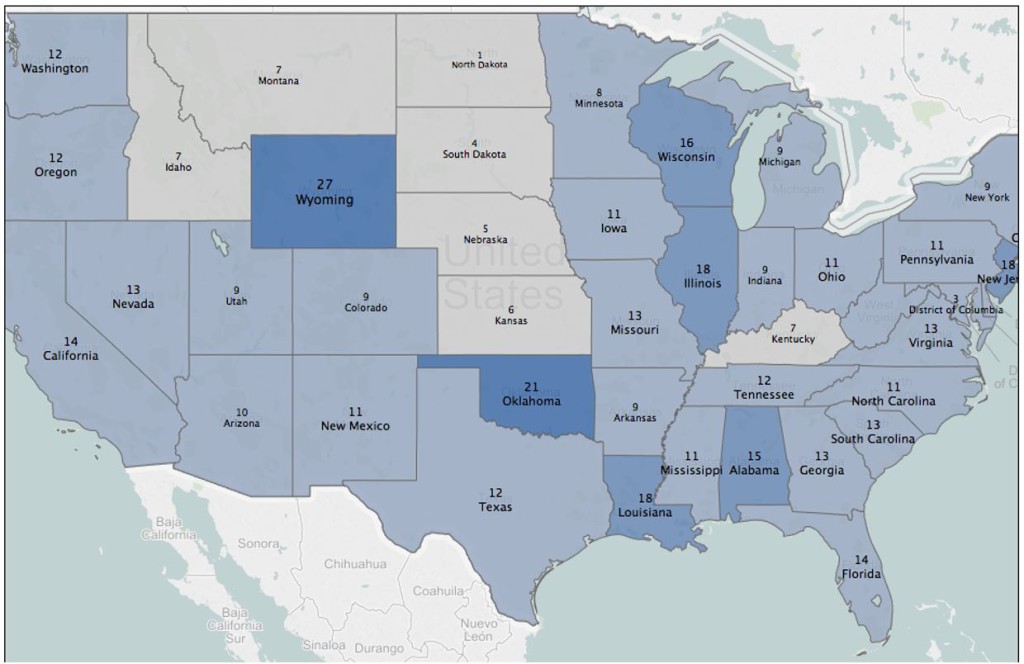 12
Washington
7
Montana
1
North Dakota
8
Minnesota
12
Oregon
7
Idaho
27
Wyoming
4
South Dakota
16
Wisconsin
9
Michigan
Michigan
9
New York
5
Nebraska
11
Iowa
13
Nevada
9
Utah
9
Colorado
United
States
6
Kansas
18
Illinois
9
Indiana
11
Ohio
11
Pennsylvania
18
New Jer
14
California
13
Missouri
7
Kentucky
West
Virginia
3
District of Columbia
13
Virginia
D
of C
10
Arizona
11
New Mexico
21
Oklahoma
9
Arkansas
12
Tennessee
11
North Carolina
13
South Carolina
12
Texas
18
Louisiana
11
Mississippi
15
Alabama
13
Georgia
14
Florida
Baja
California
Sonora
Chihuahua
Coahuila
Baja
California
Sur
Sinaloa
Durango
Nuevo
León